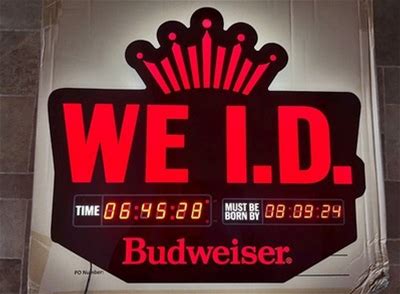 WE I.D.
TIME 06:45:28 MUST BE BORN BY 08:09:24
Budweiser®
PO Number: